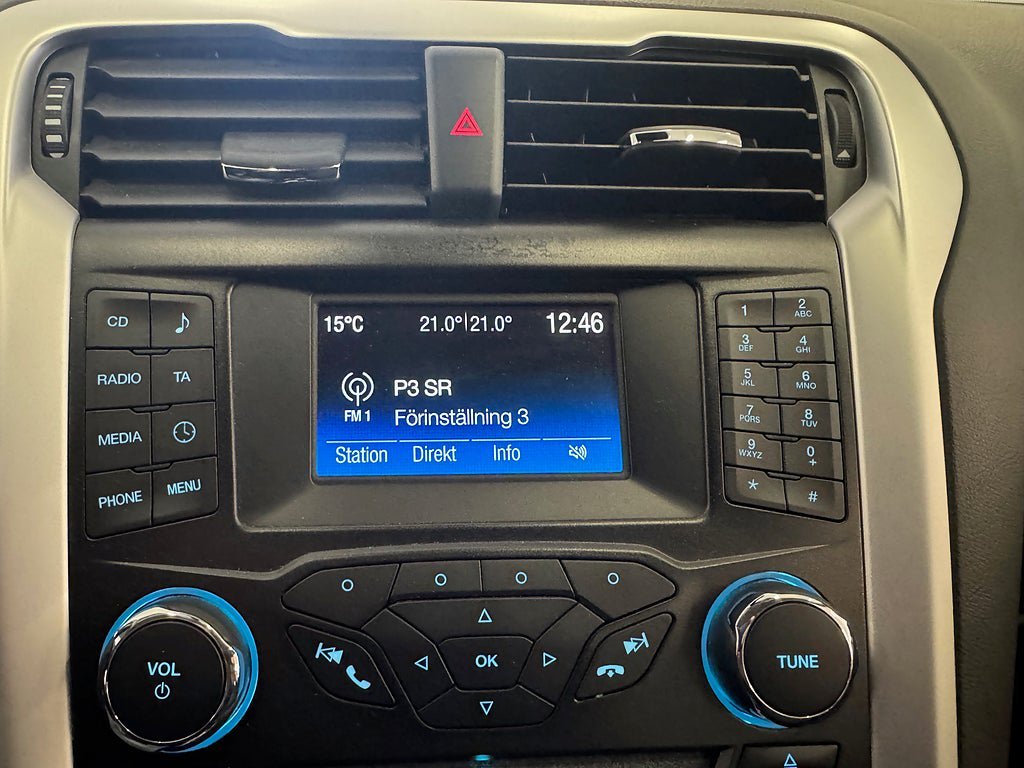 15°C 21.0° 21.0° 12:46
P3 SR
FM 1 Förinställning 3
Station Direkt Info
CD
RADIO TA
MEDIA
PHONE MENU
1 2 ABC
3 DEF 4 GHI
5 JKL 6 MNO
7 PQRS 8 TUV
9 WXYZ 0 +
* #
VOL
OK
TUNE